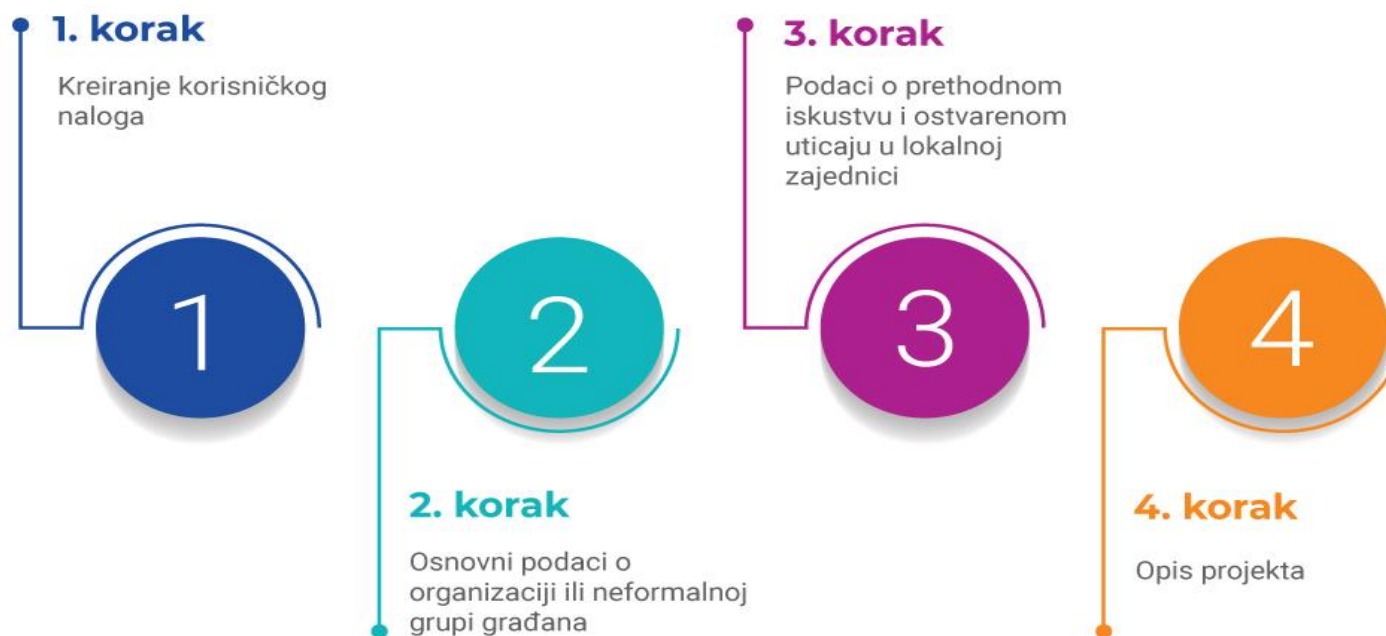 1. korak
Kreiranje korisničkog
naloga
1
2. korak
Osnovni podaci o
organizaciji ili neformalnoj
grupi građana
2
3. korak
Podaci o prethodnom
iskustvu i ostvarenom
uticaju u lokalnoj
zajednici
3
4. korak
Opis projekta
4